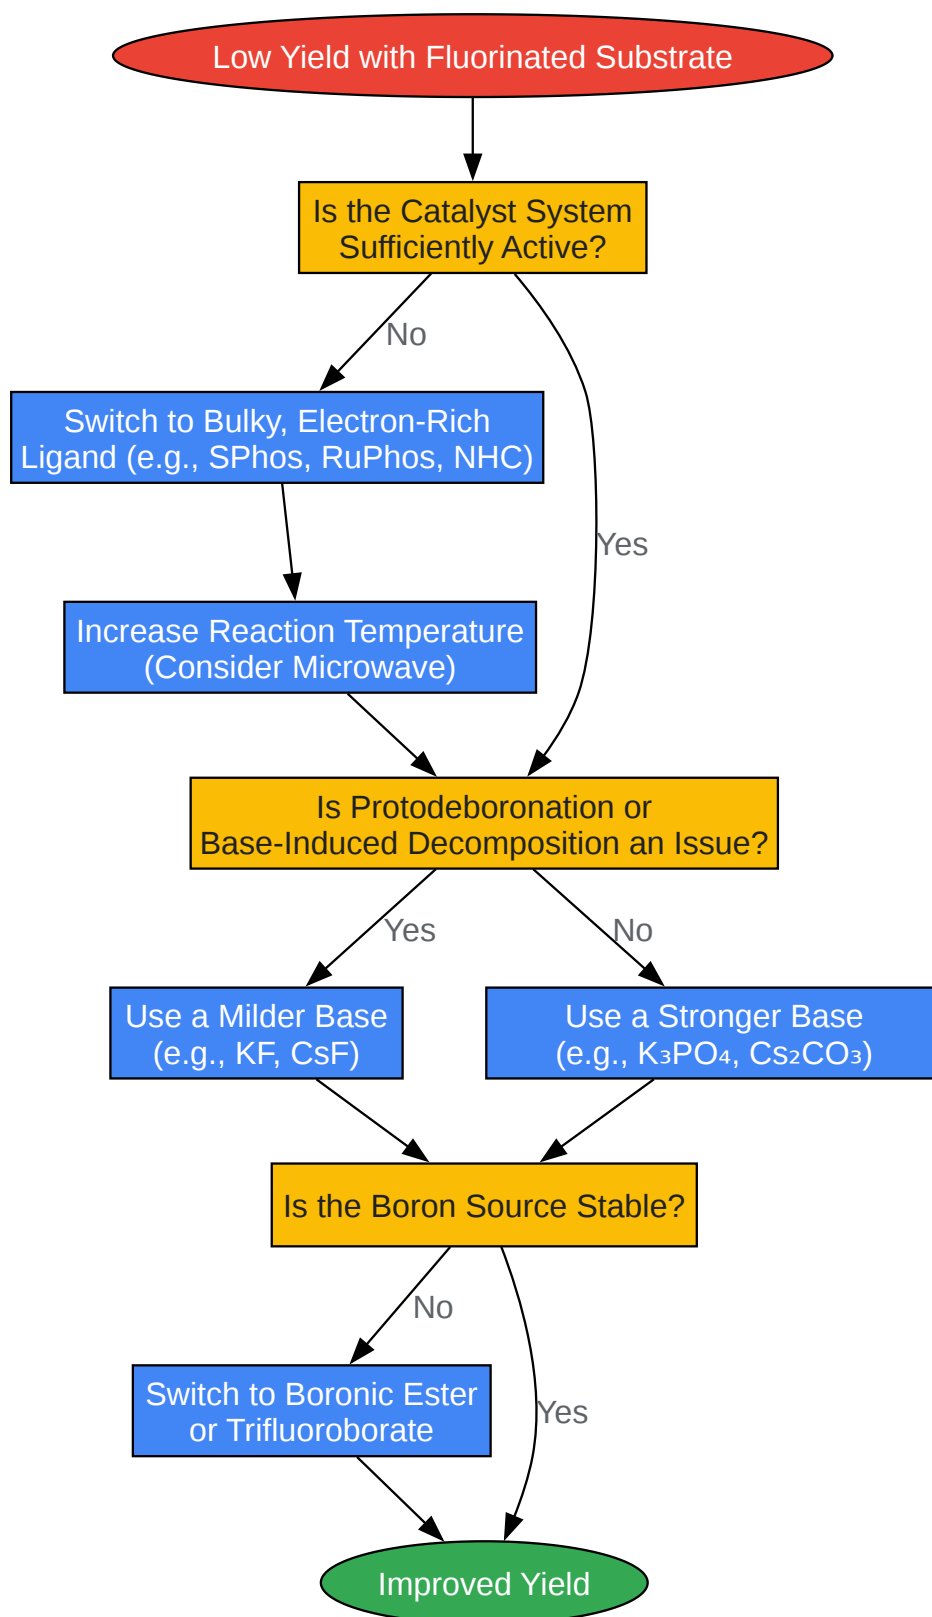 Low Yield with Fluorinated Substrate
Is the Catalyst System
Sufficiently Active?
No
Switch to Bulky, Electron-Rich
Ligand (e.g., SPhos, RuPhos, NHC)
Yes
Increase Reaction Temperature
(Consider Microwave)
Is Protodeboronation or
Base-Induced Decomposition an Issue?
Yes
No
Use a Milder Base
(e.g., KF, CsF)
Use a Stronger Base
(e.g., K₃PO₄, Cs₂CO₃)
Is the Boron Source Stable?
No
Switch to Boronic Ester
or Trifluoroborate
Yes
Improved Yield